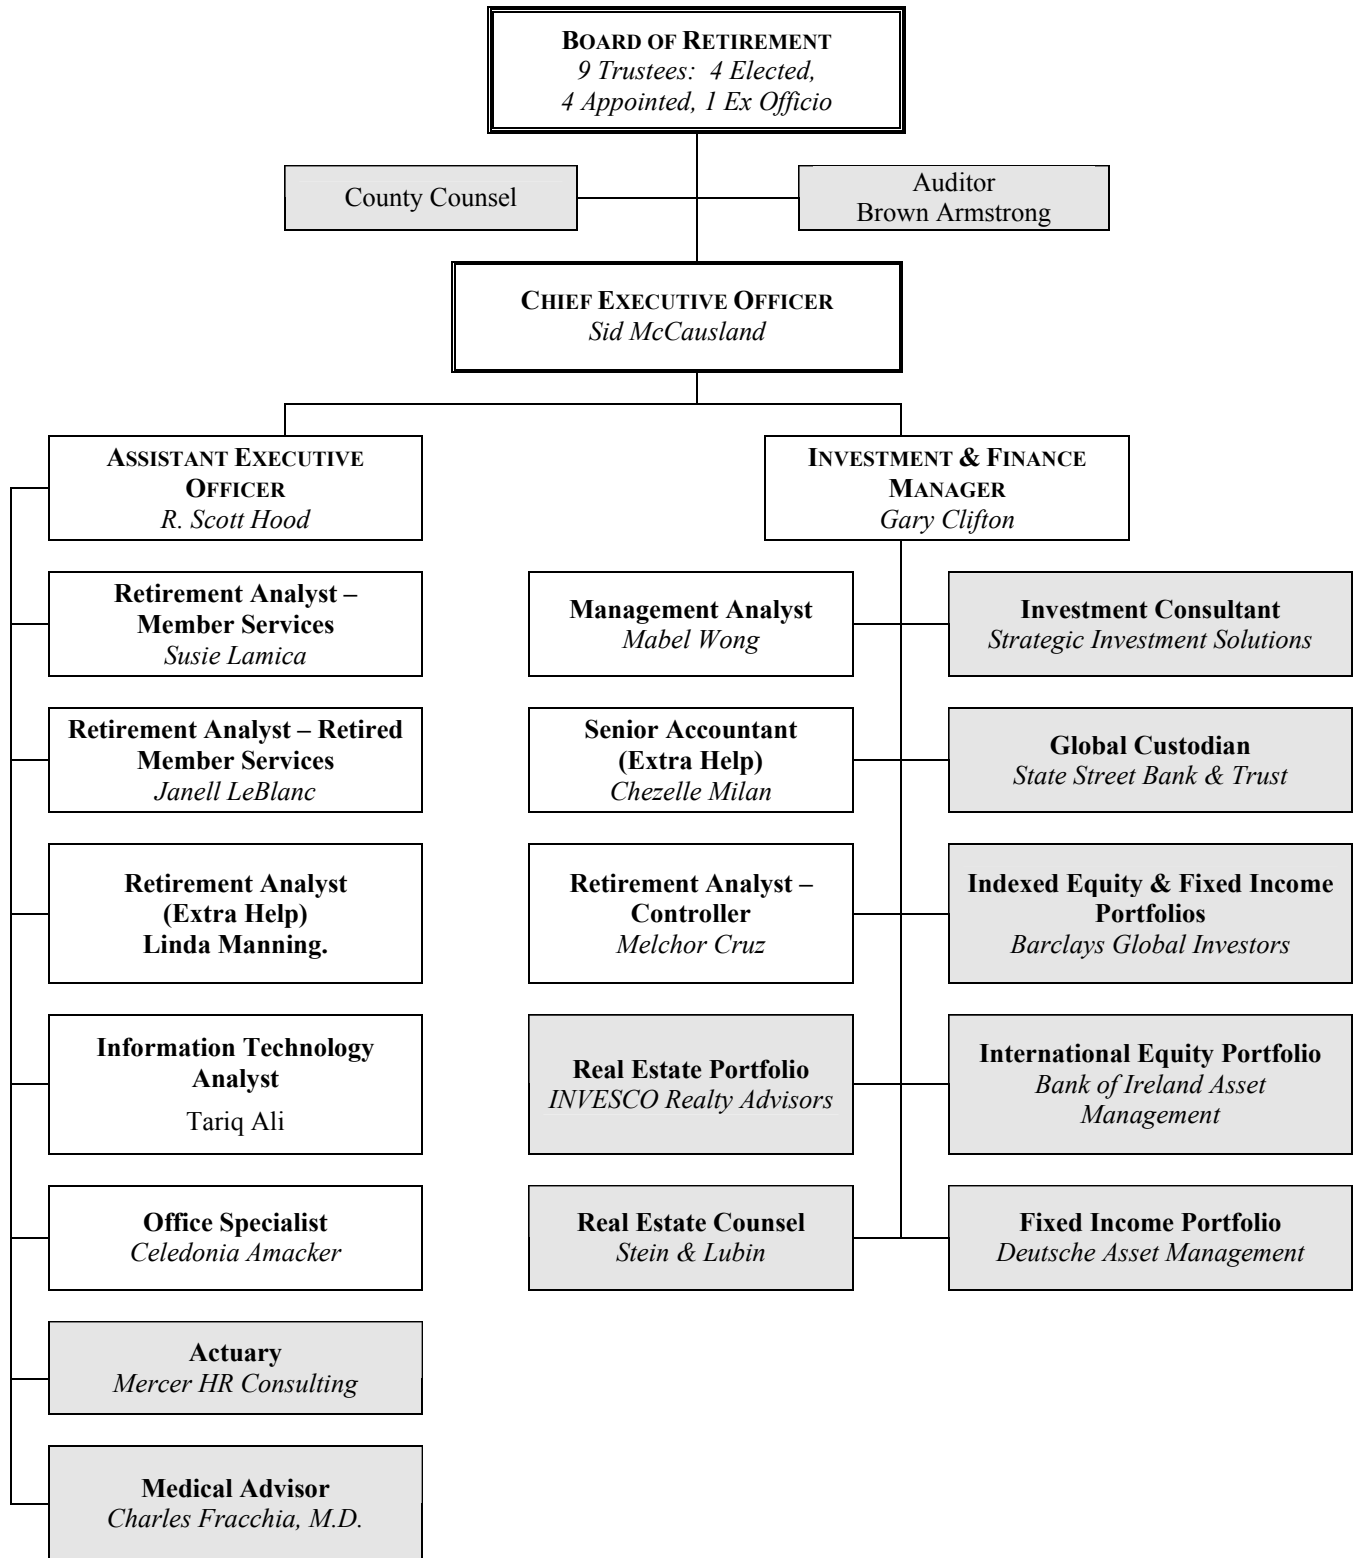 BOARD OF RETIREMENT
9 Trustees: 4 Elected,
4 Appointed, 1 Ex Officio
County Counsel
Auditor
Brown Armstrong
CHIEF EXECUTIVE OFFICER
Sid McCausland
ASSISTANT EXECUTIVE
OFFICER
R. Scott Hood
INVESTMENT & FINANCE
MANAGER
Gary Clifton
Retirement Analyst –
Member Services
Susie Lamica
Management Analyst
Mabel Wong
Investment Consultant
Strategic Investment Solutions
Retirement Analyst – Retired
Member Services
Janell LeBlanc
Senior Accountant
(Extra Help)
Chezelle Milan
Global Custodian
State Street Bank & Trust
Retirement Analyst
(Extra Help)
Linda Manning.
Retirement Analyst –
Controller
Melchor Cruz
Indexed Equity & Fixed Income
Portfolios
Barclays Global Investors
Information Technology
Analyst
Tariq Ali
Real Estate Portfolio
INVESCO Realty Advisors
International Equity Portfolio
Bank of Ireland Asset
Management
Office Specialist
Celedonia Amacker
Real Estate Counsel
Stein & Lubin
Fixed Income Portfolio
Deutsche Asset Management
Actuary
Mercer HR Consulting
Medical Advisor
Charles Fracchia, M.D.